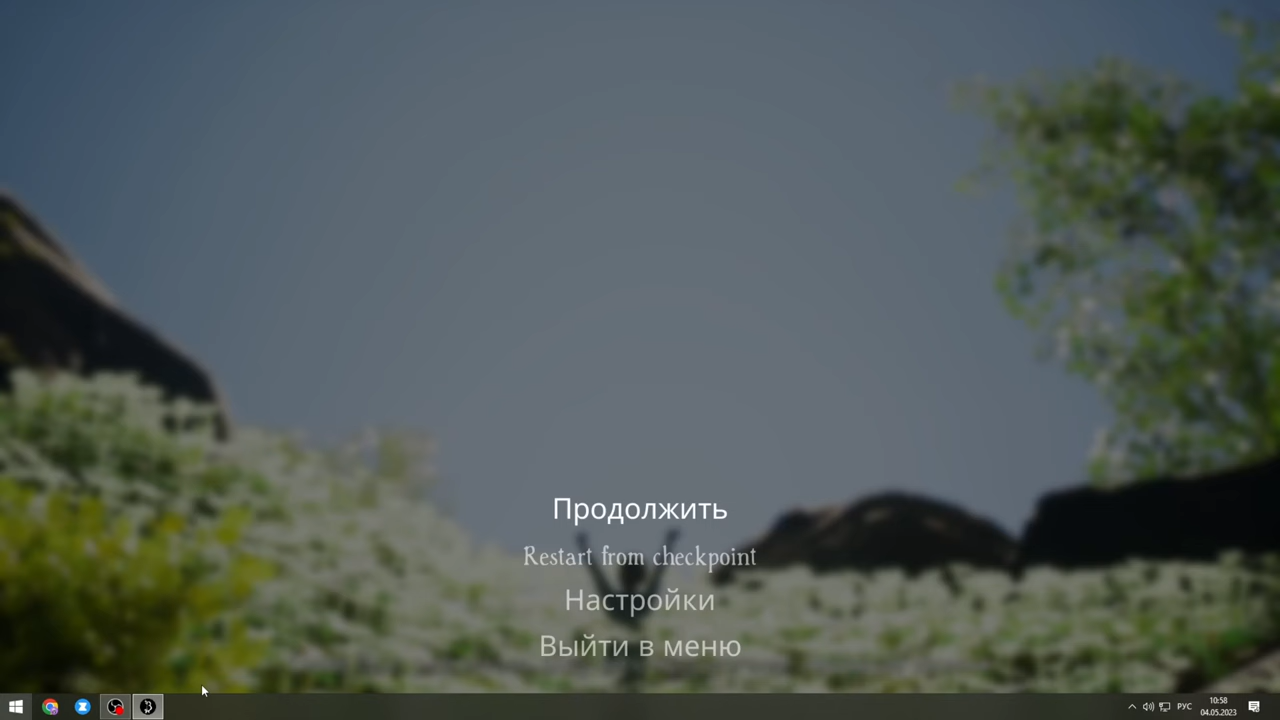 Продолжить
Restart from checkpoint
Настройки
Выйти в меню
РУС
10:58
04.05.2023